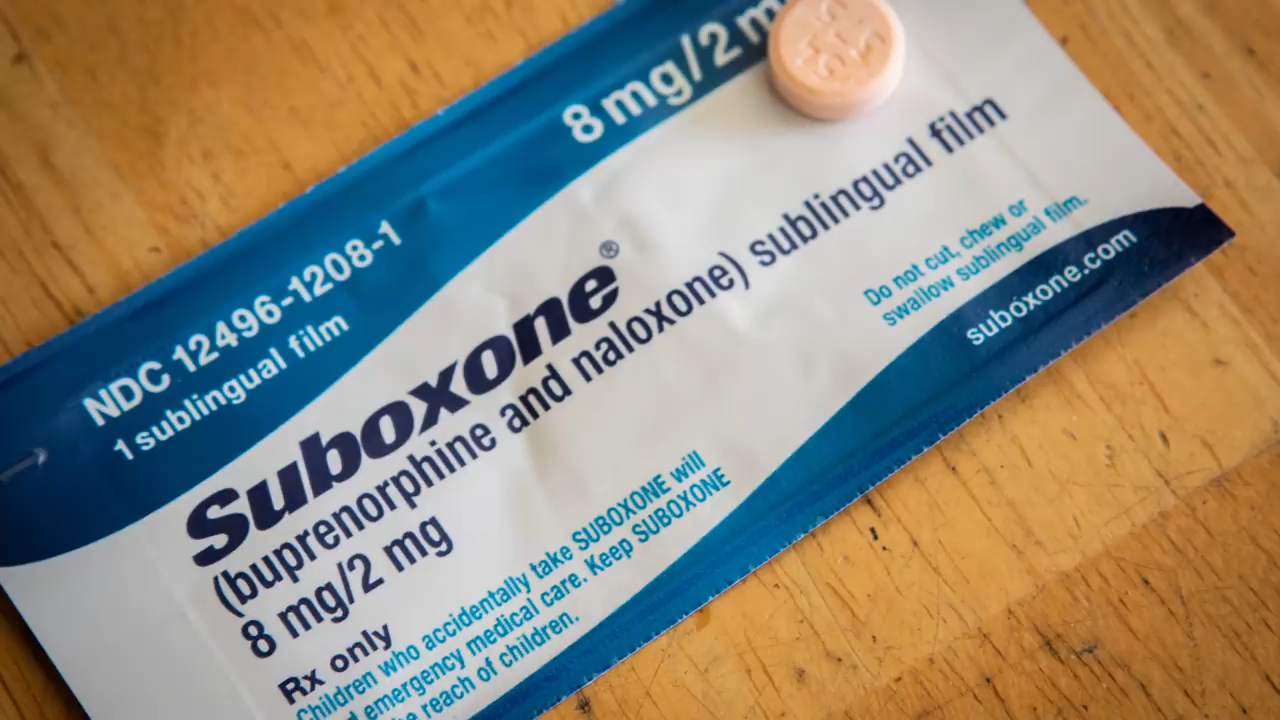 8 mg/2 m
NDC 12496-1208-1
1 sublingual film
Suboxone®
(buprenorphine and naloxone) sublingual film
8 mg/2 mg
Rx only
Children who accidentally take SUBOXONE will
emergency medical care. Keep SUBOXONE
reach of children.
Do not cut, chew or
swallow sublingual film.
suboxone.com